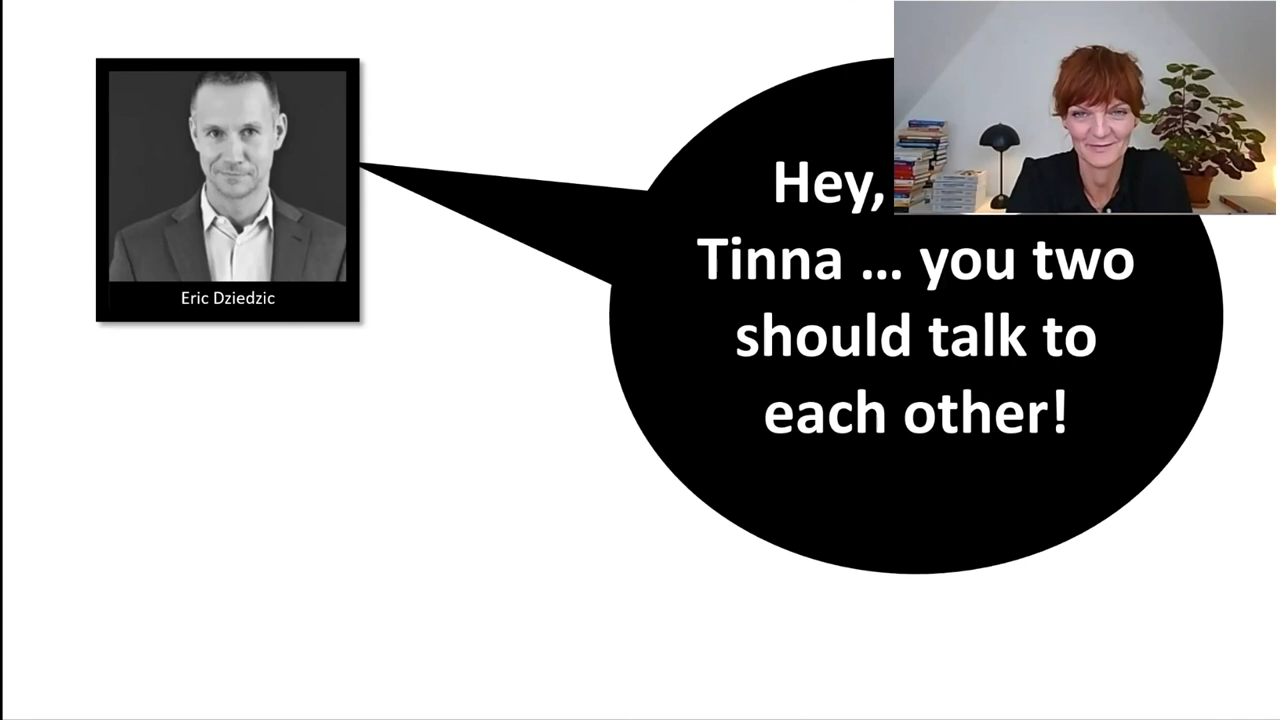 Eric Dziedzic
Hey,
Tinna ... you two
should talk to
each other!